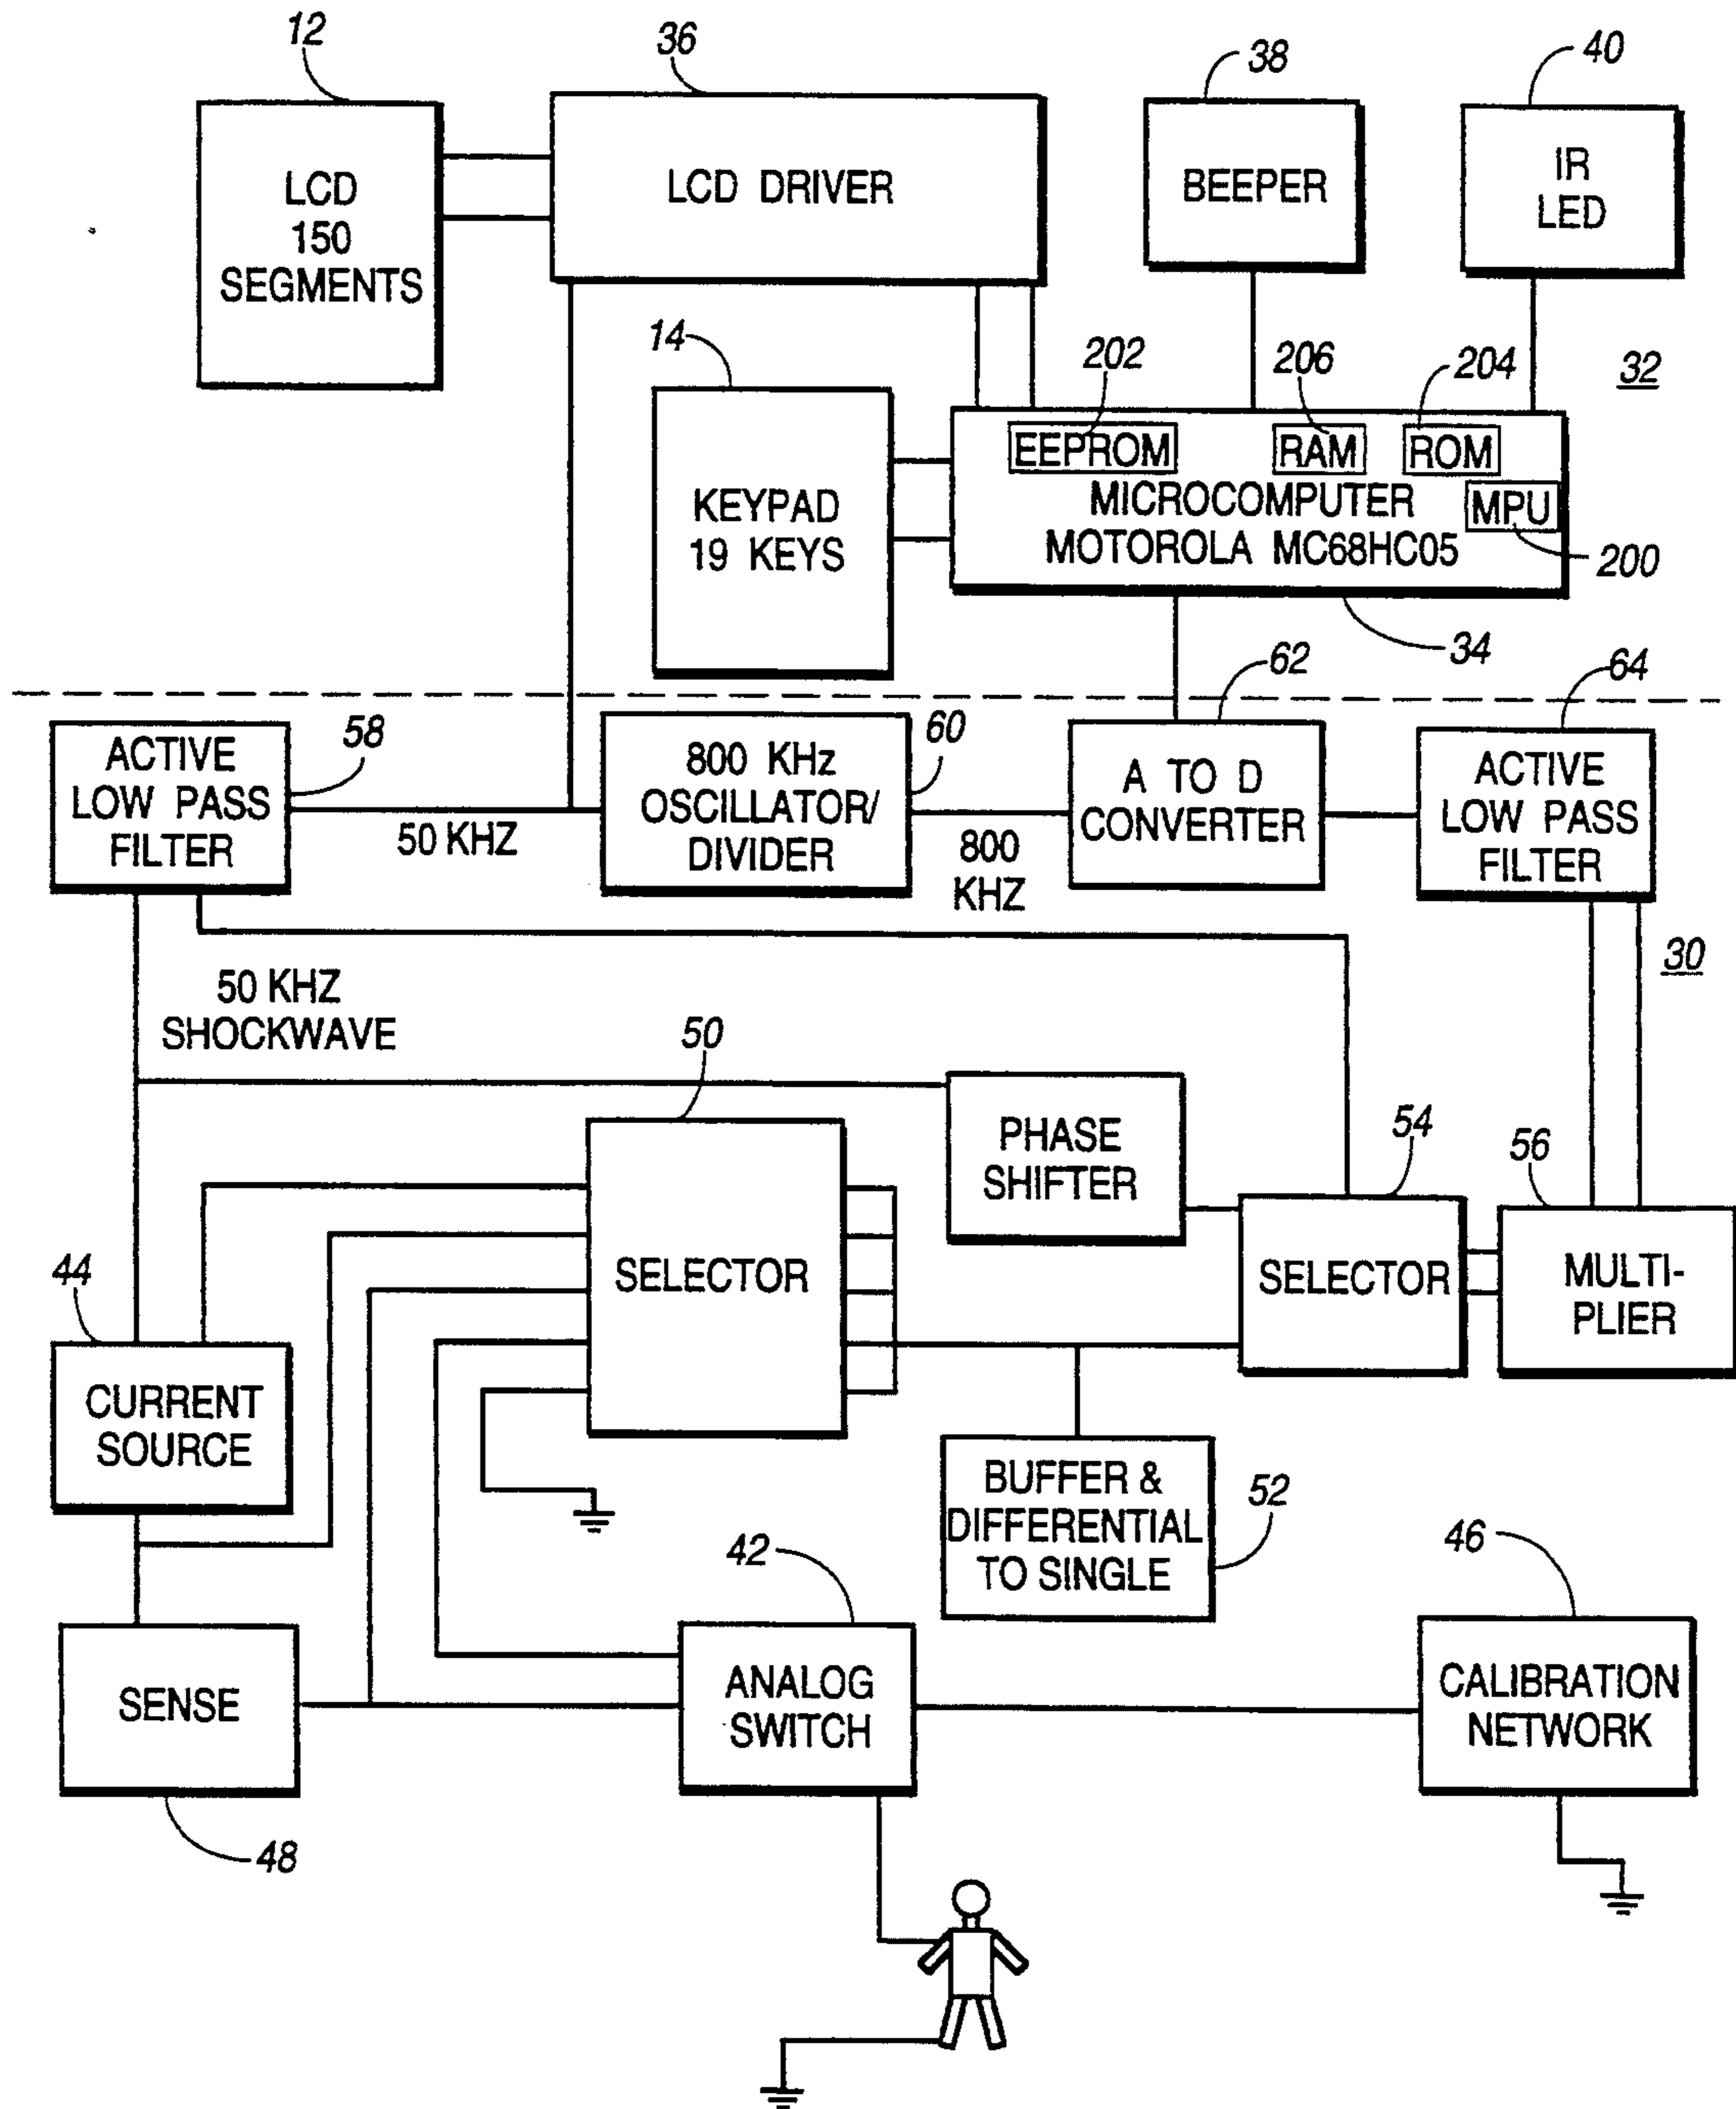 12
36
38
40
LCD
150
SEGMENTS
LCD DRIVER
BEEPER
IR
LED
14
202
206
204
32
EEPROM
RAM
ROM
KEYPAD
19 KEYS
MICROCOMPUTER
MPU
MOTOROLA MC68HC05
200
34
62
64
58
60
ACTIVE
LOW PASS
FILTER
50 KHZ
800 KHz
OSCILLATOR/
DIVIDER
800
KHZ
A TO D
CONVERTER
ACTIVE
LOW PASS
FILTER
30
50 KHZ
SHOCKWAVE
50
PHASE
SHIFTER
54
56
SELECTOR
SELECTOR
MULTI-
PLIER
44
CURRENT
SOURCE
BUFFER &
DIFFERENTIAL
TO SINGLE
52
42
46
SENSE
ANALOG
SWITCH
CALIBRATION
NETWORK
48